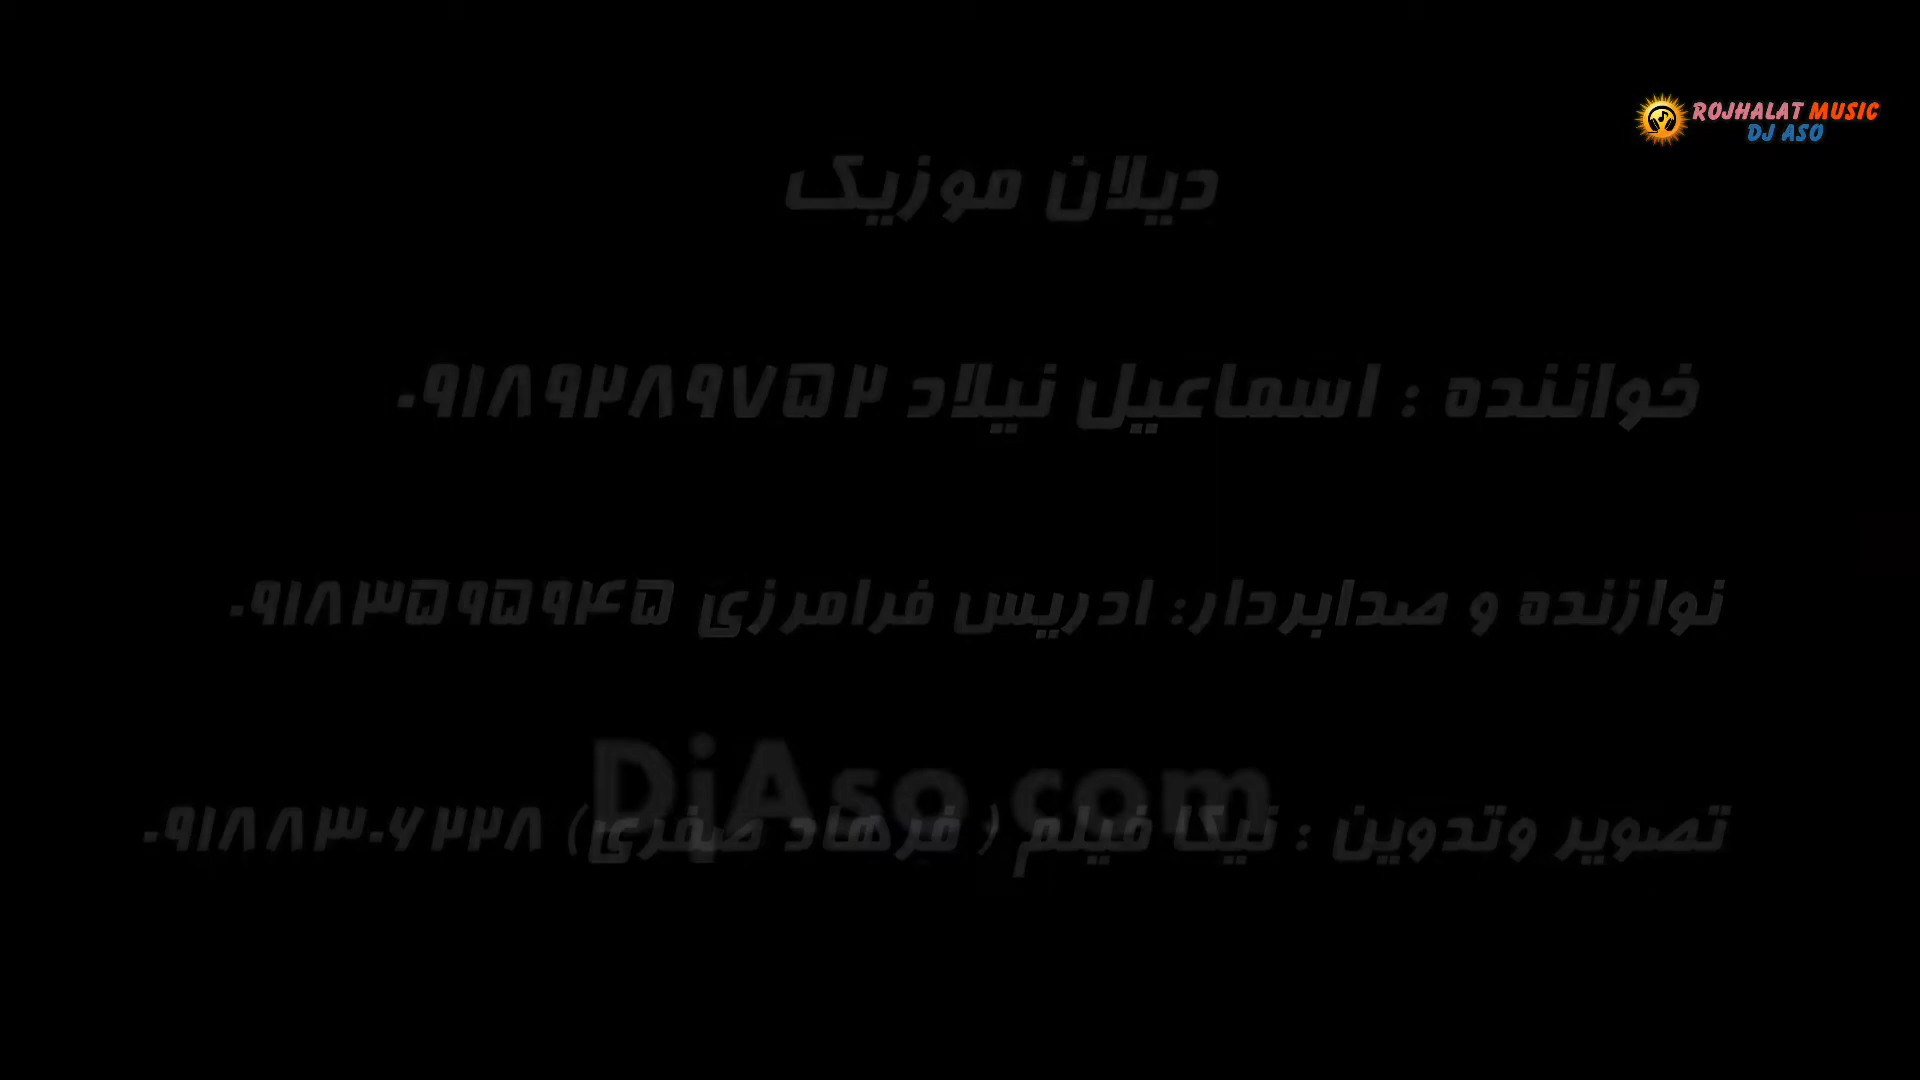 ROJHALAT MUSIC
DJ ASO
دیلان موزیک
خواننده : اسماعیل نیلاد ۰۹۱۸۹۲۸۹۷۵۲
نوازنده و صدابردار: ادریس فرامرزی ۰۹۱۸۳۵۹۵۹۴۵
DjAso.com
تصویر وتدوین : نیکا فیلم ( فرهاد صفری) ۰۹۱۸۸۳۰۶۲۲۸